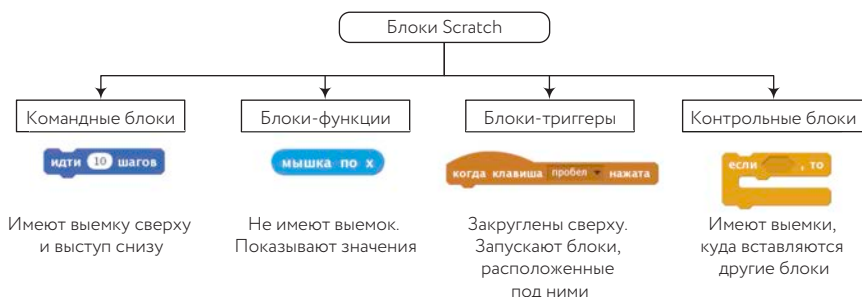 Блоки Scratch
Командные блоки
Блоки-функции
Блоки-триггеры
Контрольные блоки
идти 10 шагов
мышка по x
когда клавиша пробел нажата
если , то
Имеют выемку сверху
и выступ снизу
Не имеют выемок.
Показывают значения
Закруглены сверху.
Запускают блоки,
расположенные
под ними
Имеют выемки,
куда вставляются
другие блоки